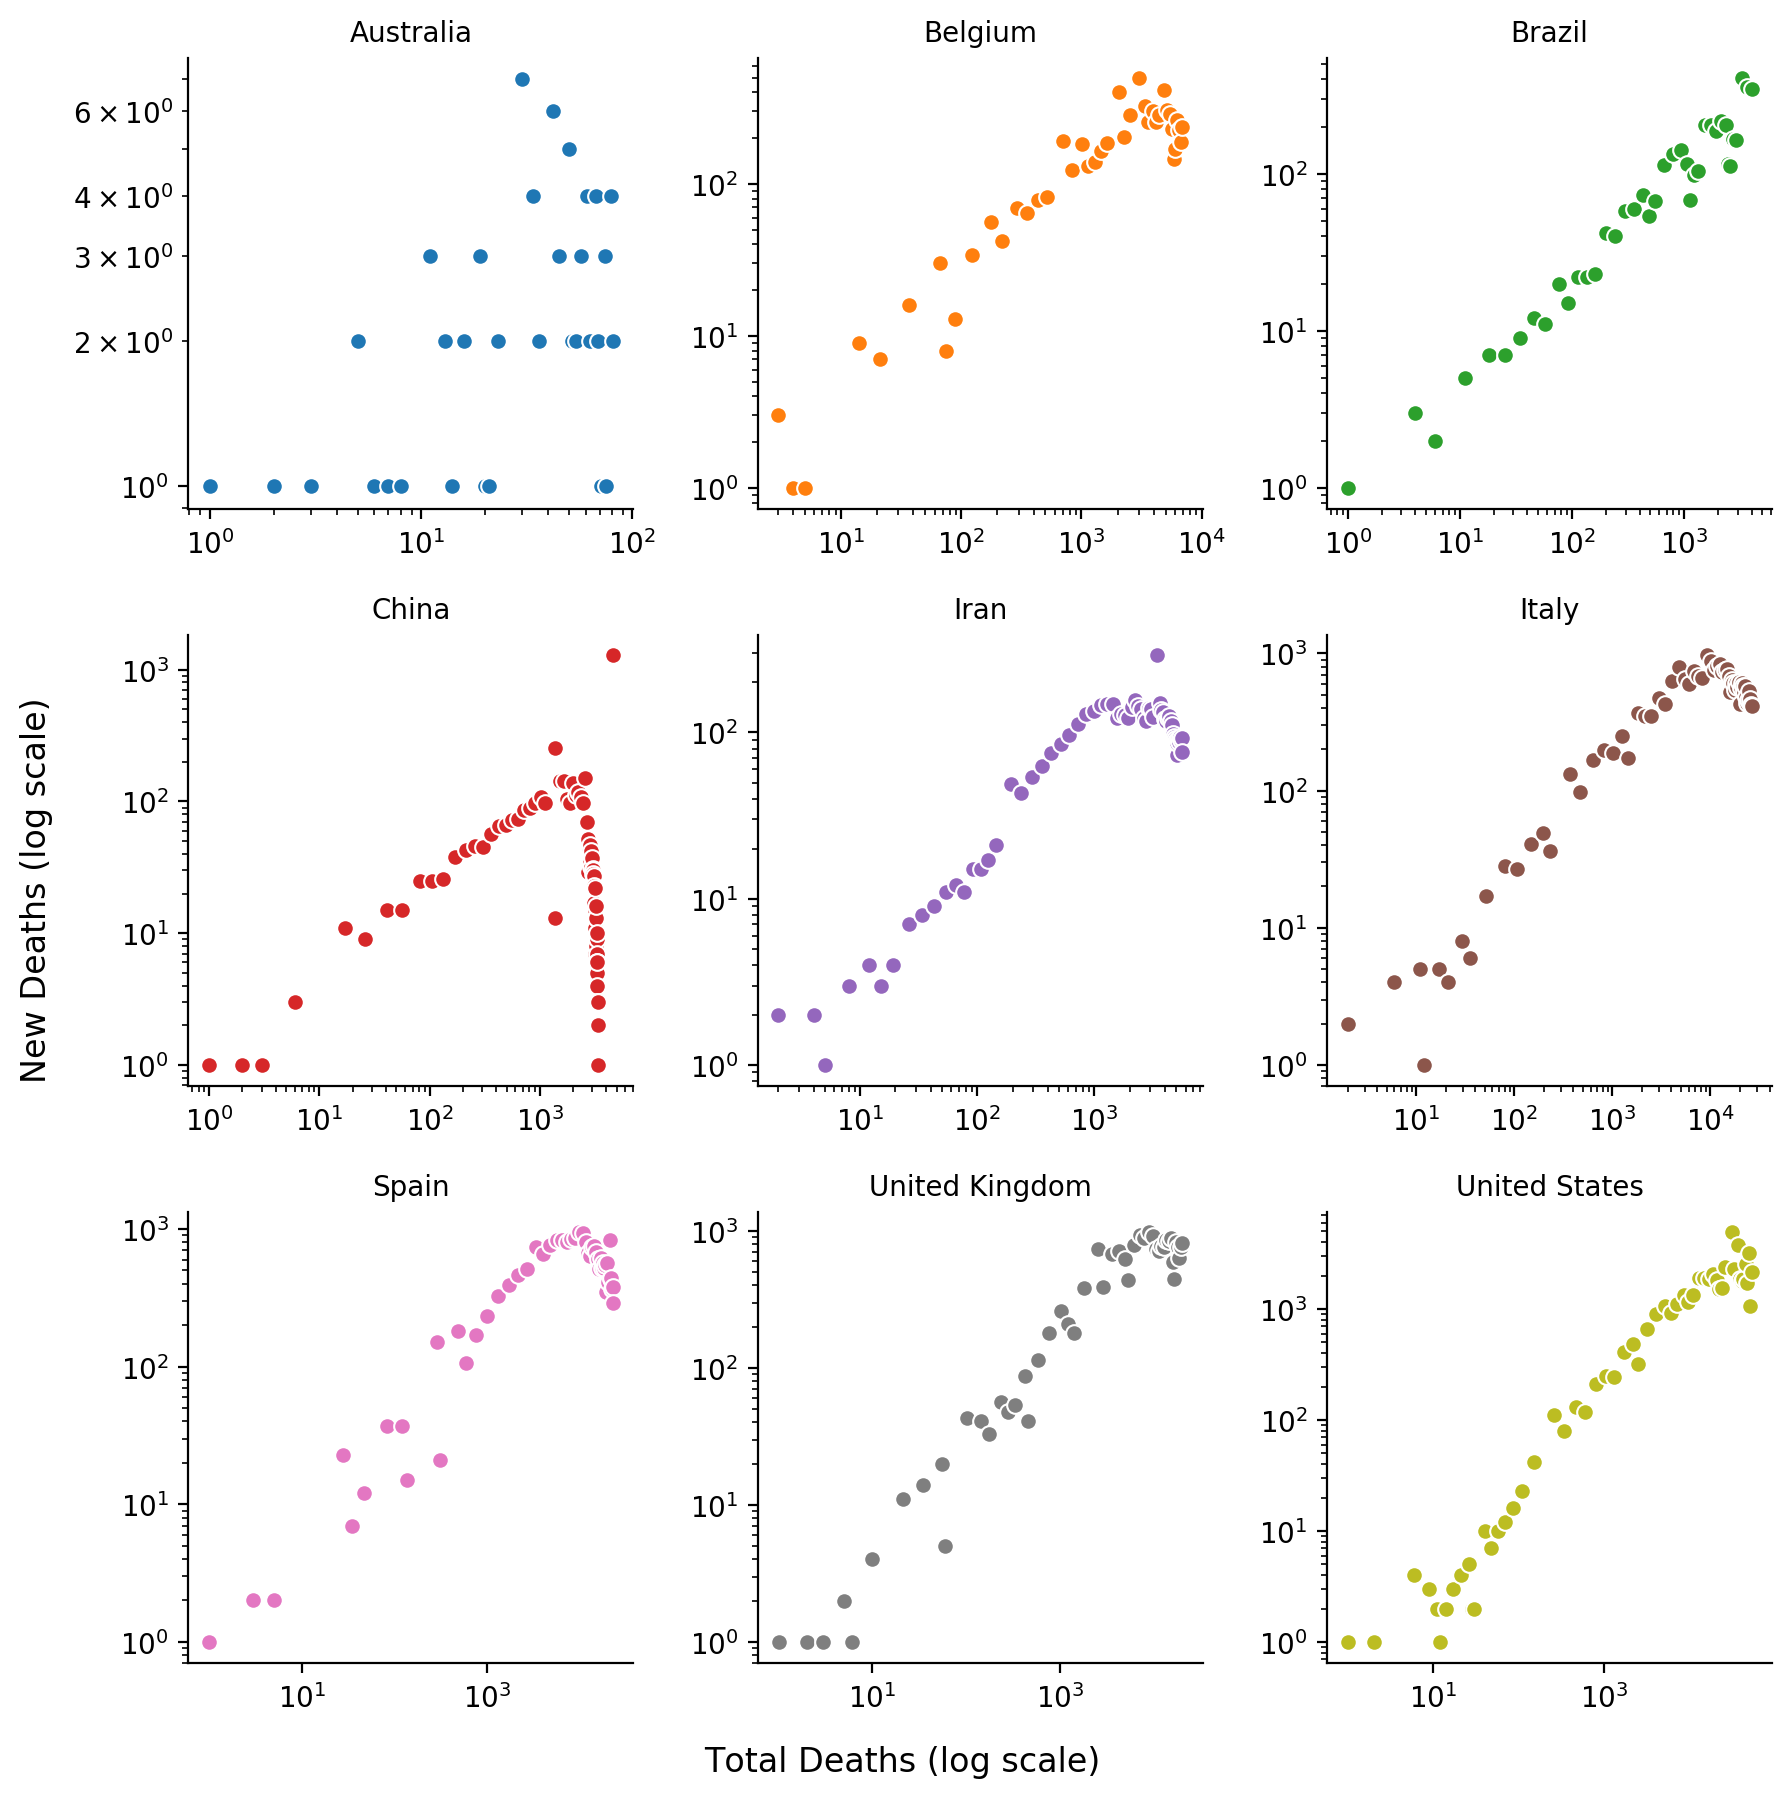 Australia Belgium Brazil
6 × 10⁰
4 × 10⁰
3 × 10⁰
2 × 10⁰
10⁰
10⁰ 10¹ 10²
10²
10¹
10⁰
10¹ 10² 10³ 10⁴
10²
10¹
10⁰
10⁰ 10¹ 10² 10³
China Iran Italy
10³
10²
10¹
10⁰
10⁰ 10¹ 10² 10³
10²
10¹
10⁰
10¹ 10² 10³
10³
10²
10¹
10⁰
10¹ 10² 10³ 10⁴
New Deaths (log scale)
Spain United Kingdom United States
10³
10²
10¹
10⁰
10¹ 10³
10³
10²
10¹
10⁰
10¹ 10³
10³
10²
10¹
10⁰
10¹ 10³
Total Deaths (log scale)